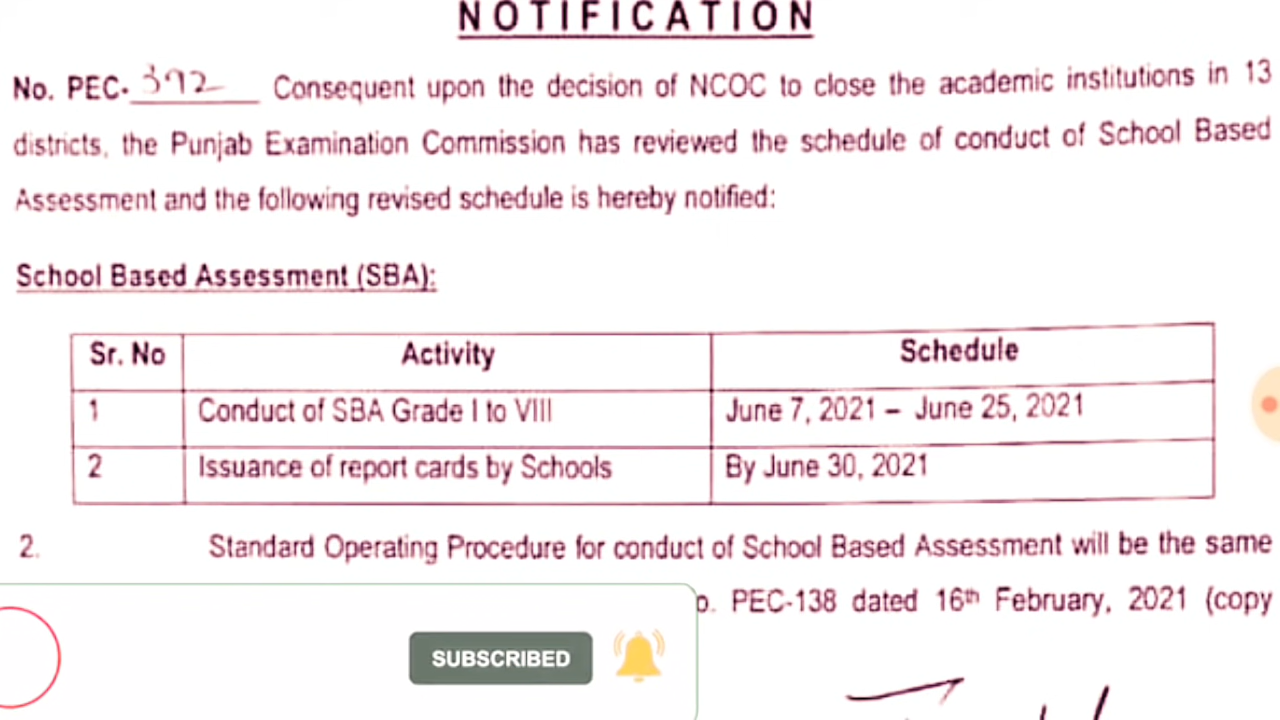 NOTIFICATION
No. PEC. 392 Consequent upon the decision of NCOC to close the academic institutions in 13
districts, the Punjab Examination Commission has reviewed the schedule of conduct of School Based
Assessment and the following revised schedule is hereby notified:
School Based Assessment (SBA):
Sr. No Activity Schedule
1 Conduct of SBA Grade I to VIII June 7, 2021 – June 25, 2021
2 Issuance of report cards by Schools By June 30, 2021
2. Standard Operating Procedure for conduct of School Based Assessment will be the same
PEC-138 dated 16th February, 2021 (copy
SUBSCRIBED